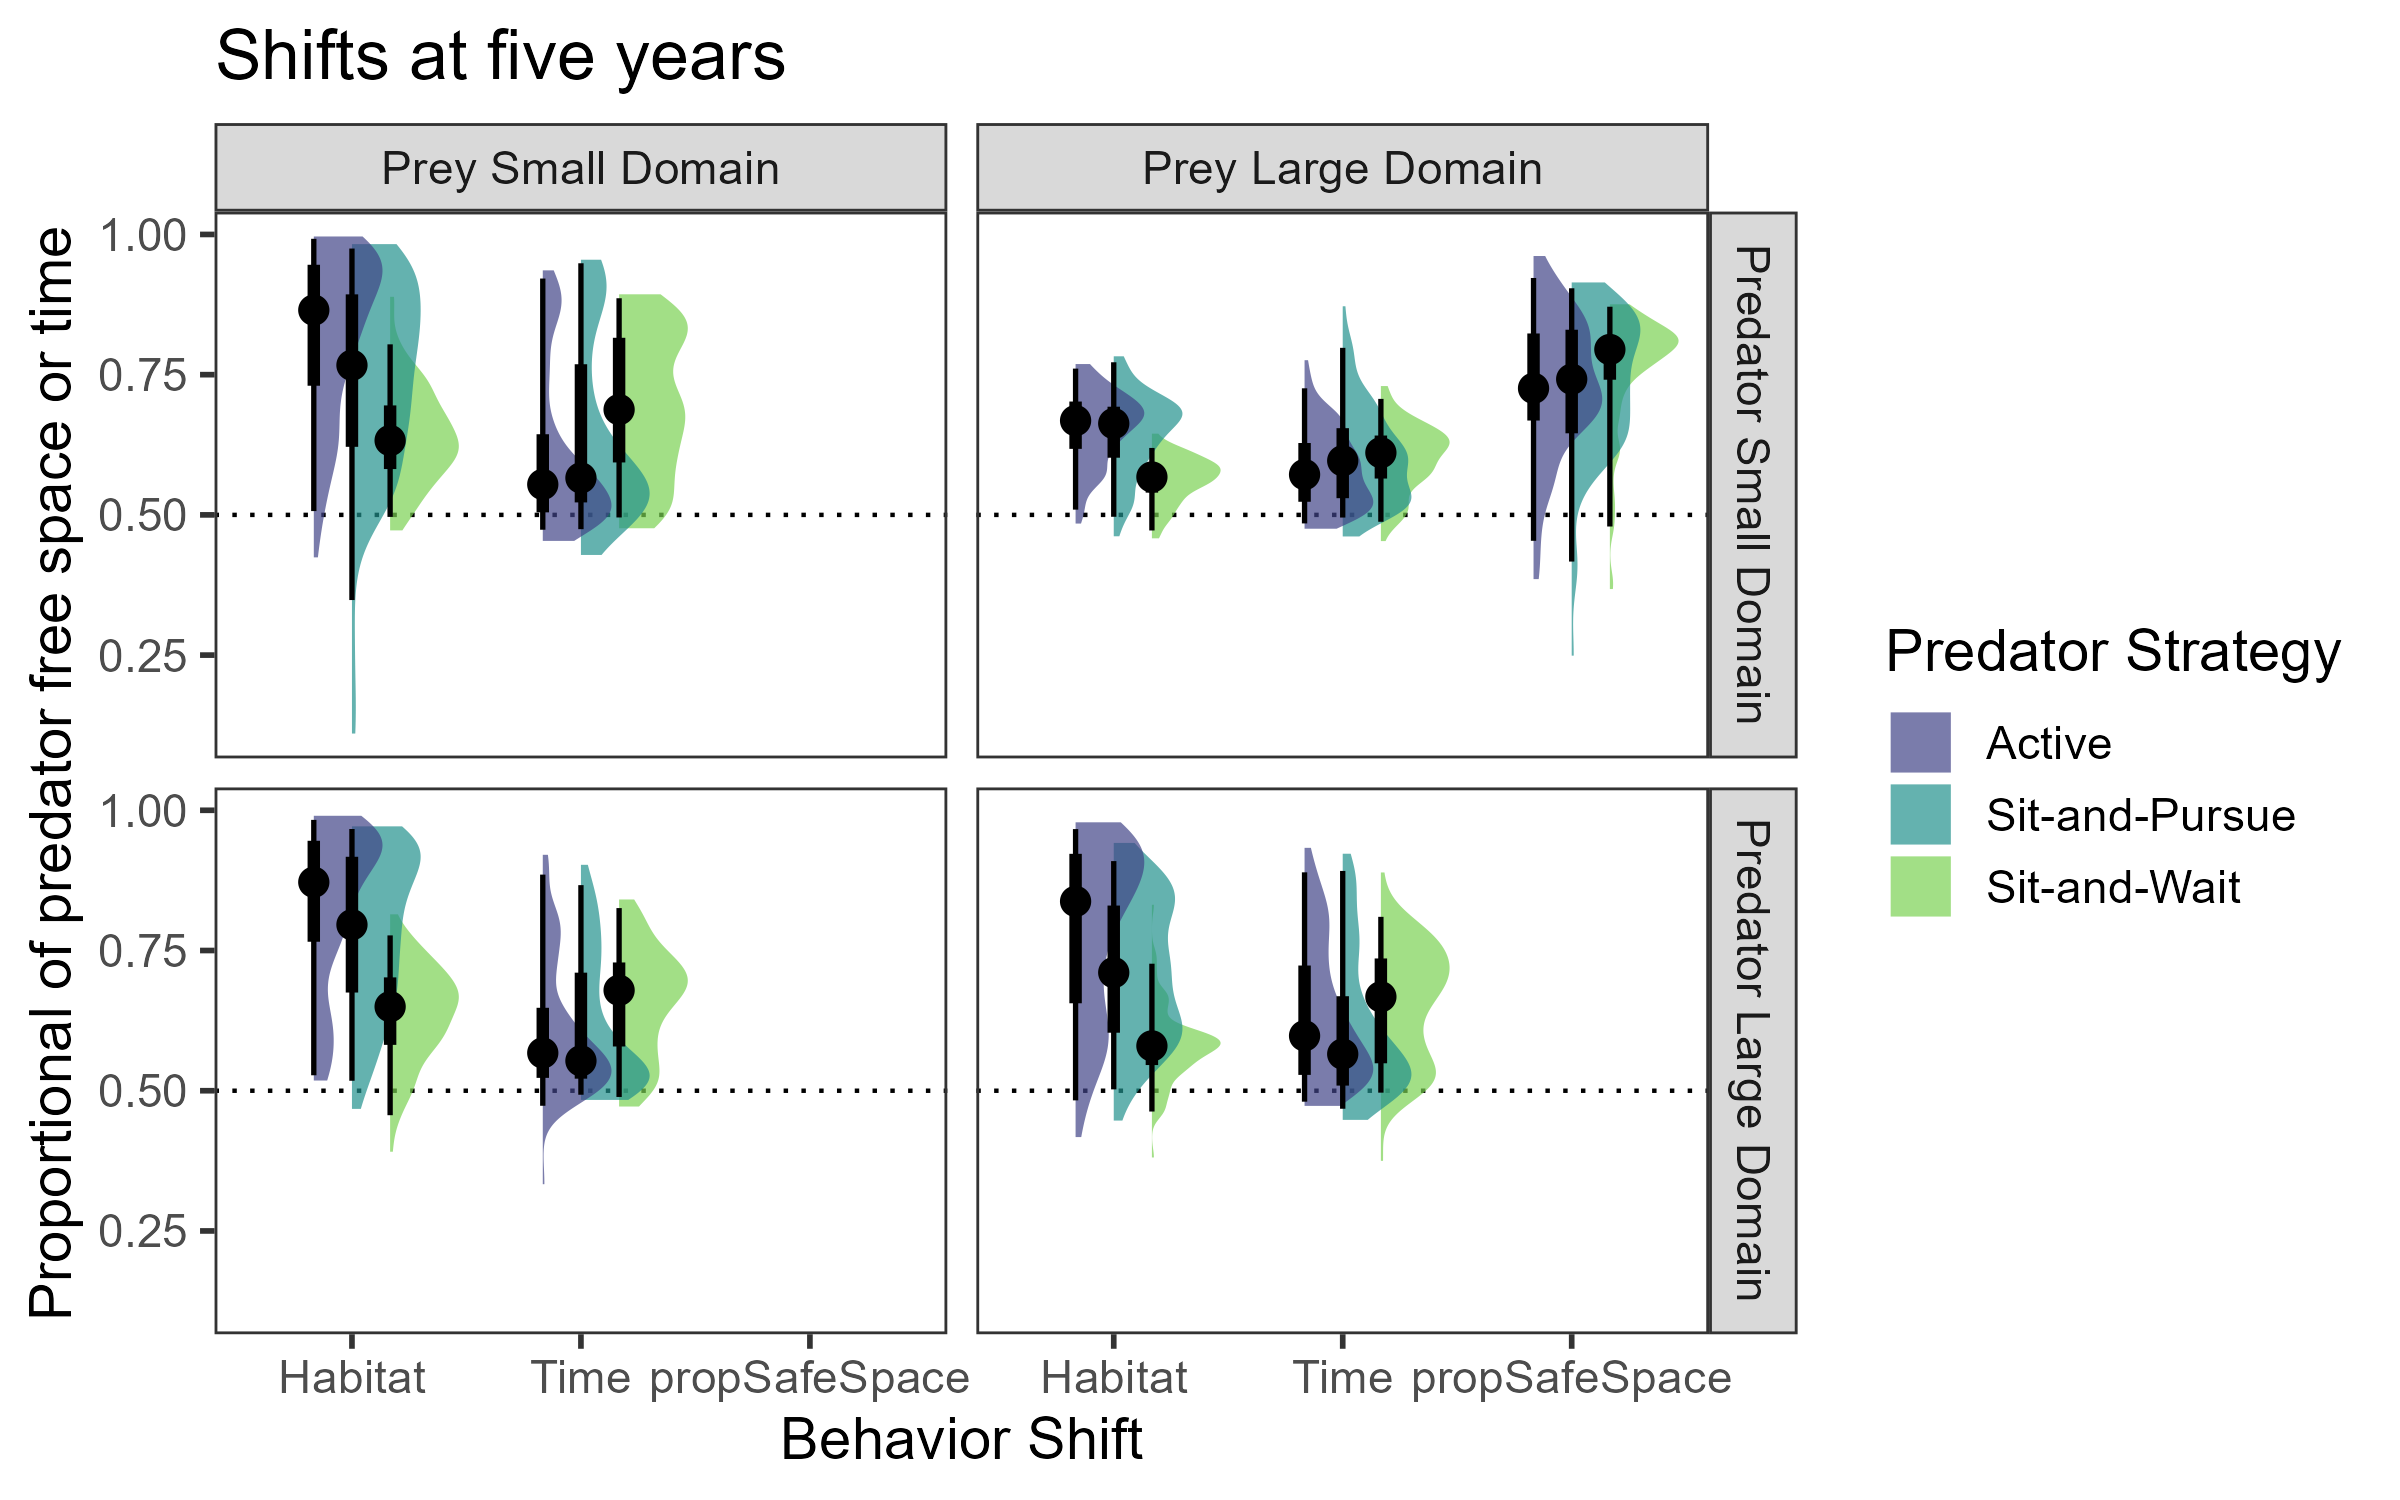 Shifts at five years
Prey Small Domain
Prey Large Domain
Proportional of predator free space or time
1.00
0.75
0.50
0.25
Predator Small Domain
1.00
0.75
0.50
0.25
Predator Large Domain
Habitat
Time
propSafeSpace
Habitat
Time
propSafeSpace
Behavior Shift
Predator Strategy
Active
Sit-and-Pursue
Sit-and-Wait